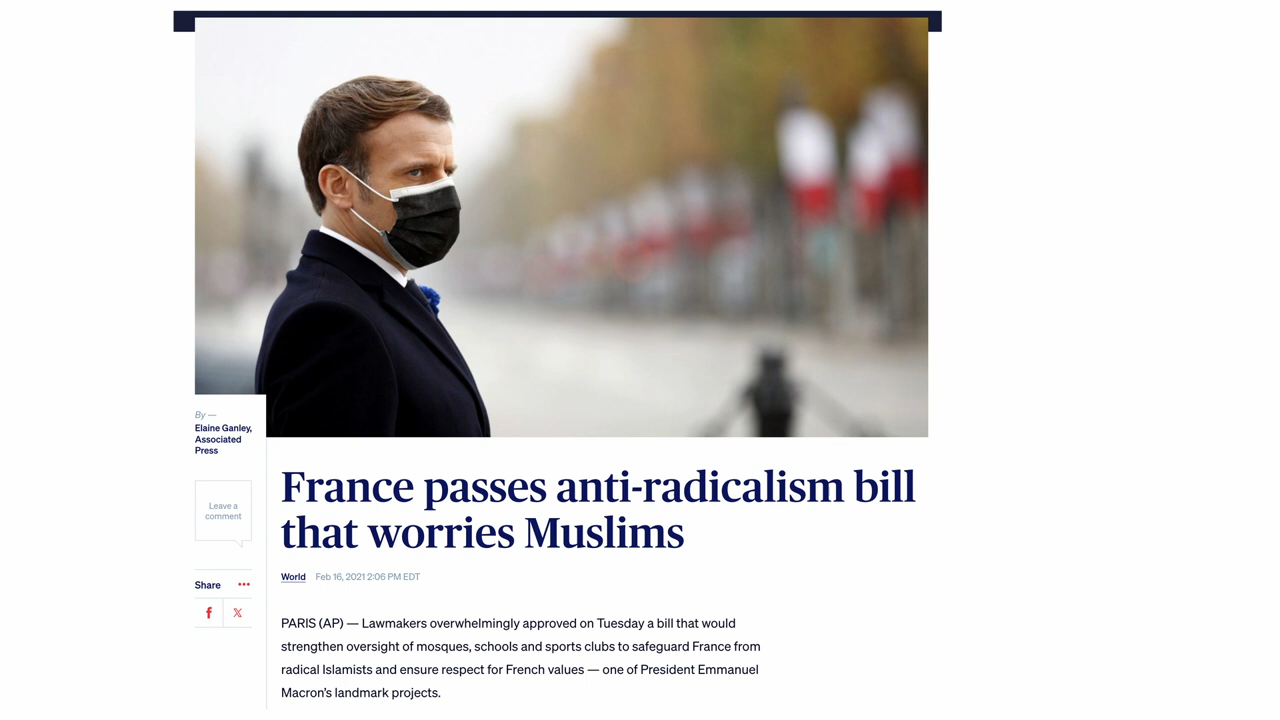 By —
Elaine Ganley,
Associated
Press
Leave a
comment
Share
France passes anti-radicalism bill
that worries Muslims
World Feb 16, 2021 2:06 PM EDT
PARIS (AP) — Lawmakers overwhelmingly approved on Tuesday a bill that would
strengthen oversight of mosques, schools and sports clubs to safeguard France from
radical Islamists and ensure respect for French values — one of President Emmanuel
Macron’s landmark projects.